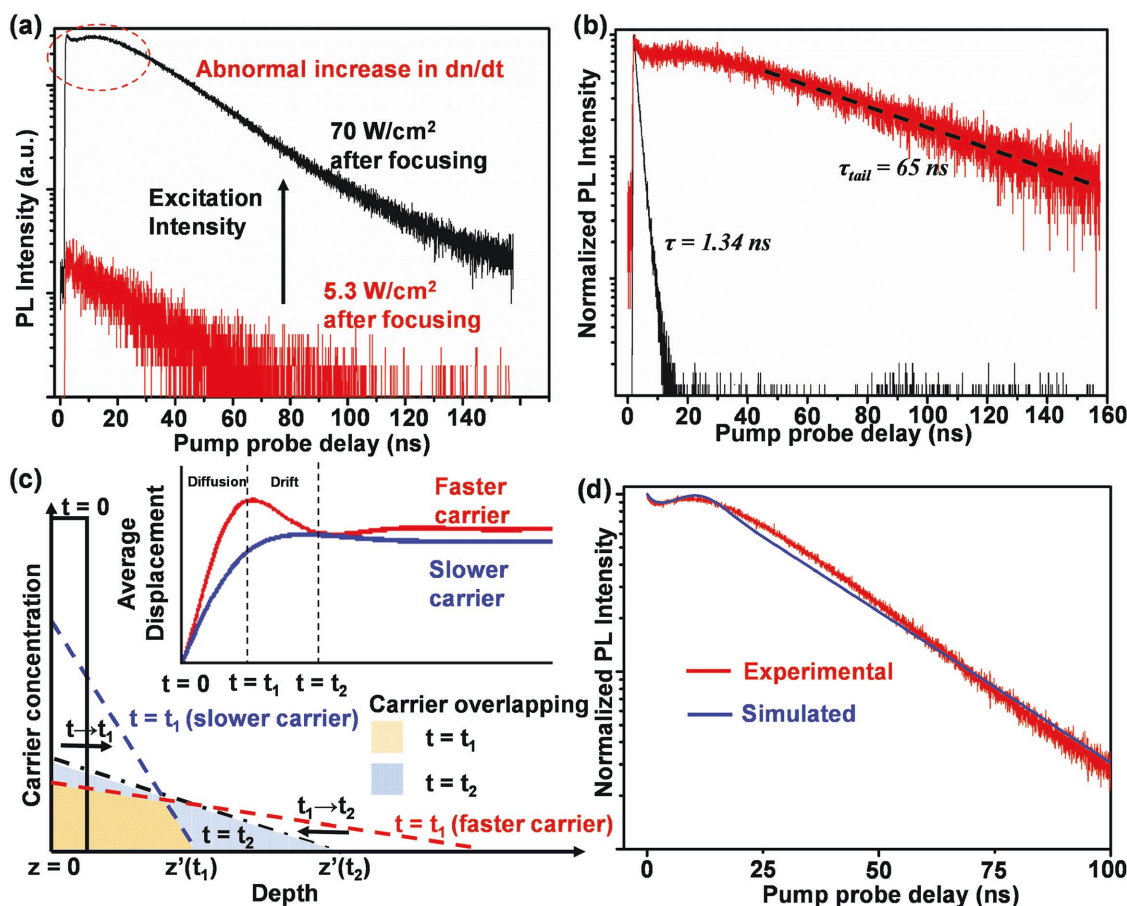 (a)
Abnormal increase in dn/dt
70 W/cm²
after focusing
Excitation
Intensity
5.3 W/cm²
after focusing
PL Intensity (a.u.)
0 20 40 60 80 100 120 140
Pump probe delay (ns)
(b)
τtail = 65 ns
τ = 1.34 ns
Normalized PL Intensity
0 20 40 60 80 100 120 140 160
Pump probe delay (ns)
(c)
t = 0
Diffusion
Drift
Faster
carrier
Slower
carrier
Average
Displacement
t = 0
t = t₁
t = t₂
t = t₁ (slower carrier)
Carrier overlapping
t = t₁
t = t₂
t→t₁
t₁→t₂
t = t₁ (faster carrier)
t = t₂
Carrier concentration
z = 0
z'(t₁)
z'(t₂)
Depth
(d)
Experimental
Simulated
Normalized PL Intensity
0 25 50 75 100
Pump probe delay (ns)